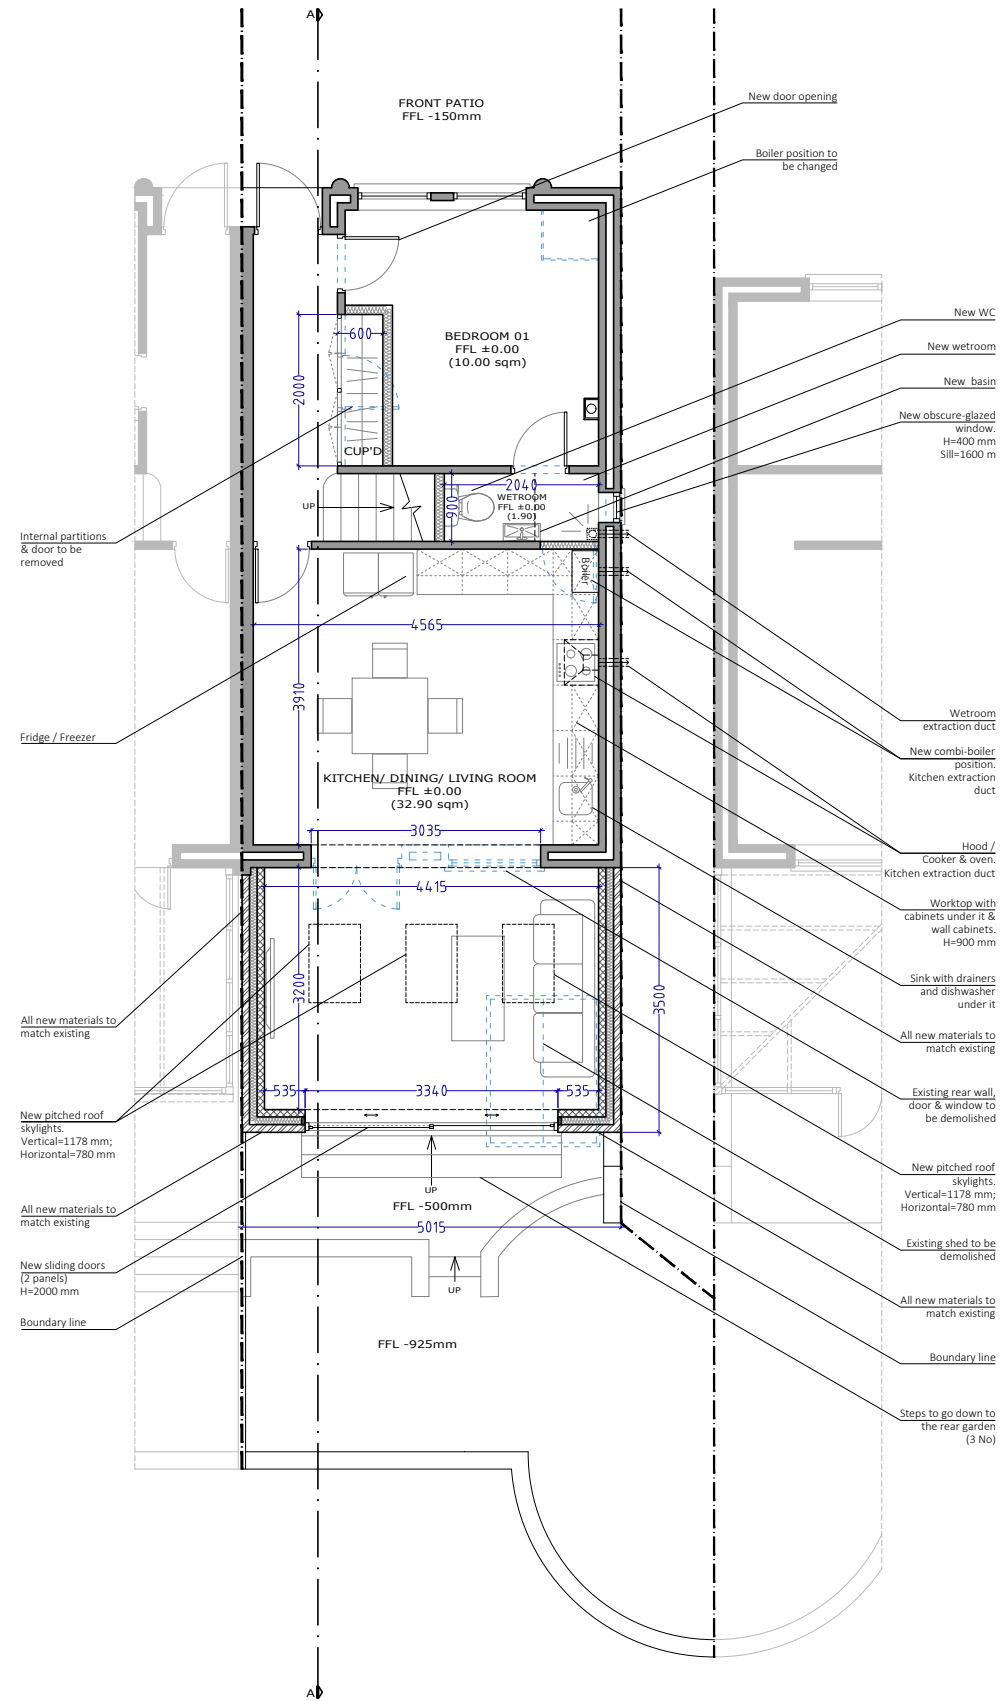 A
FRONT PATIO
FFL -150mm
New door opening
Boiler position to
be changed
BEDROOM 01
FFL ±0.00
(10.00 sqm)
600
2000
CUP'D
New WC
New wetroom
New  basin
New obscure-glazed
window.
H=400 mm
Sill=1600 m
UP
2040
900
WETROOM
FFL ±0.00
(1.90)
Internal partitions
& door to be
removed
Boiler
4565
3910
Fridge / Freezer
KITCHEN/ DINING/ LIVING ROOM
FFL ±0.00
(32.90 sqm)
3035
Wetroom
extraction duct
New combi-boiler
position.
Kitchen extraction
duct
Hood /
Cooker & oven.
Kitchen extraction duct
4415
Worktop with
cabinets under it &
wall cabinets.
H=900 mm
3200
3500
Sink with drainers
and dishwasher
under it
All new materials to
match existing
All new materials to
match existing
535
3340
535
Existing rear wall,
door & window to
be demolished
New pitched roof
skylights.
Vertical=1178 mm;
Horizontal=780 mm
New pitched roof
skylights.
Vertical=1178 mm;
Horizontal=780 mm
UP
FFL -500mm
5015
All new materials to
match existing
Existing shed to be
demolished
New sliding doors
(2 panels)
H=2000 mm
UP
All new materials to
match existing
Boundary line
FFL -925mm
Boundary line
Steps to go down to
the rear garden
(3 No)
A